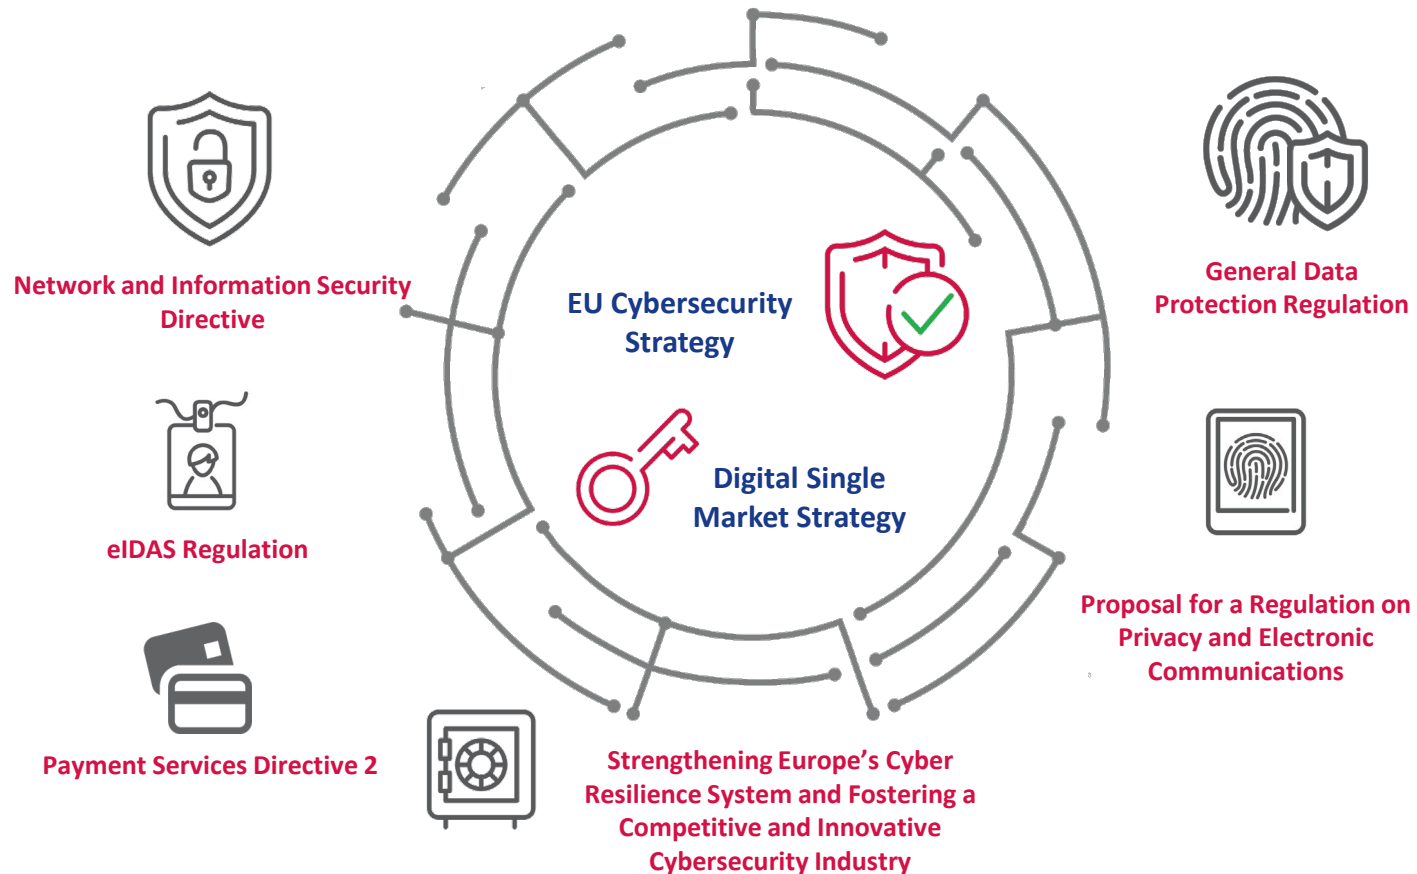 Network and Information Security
Directive
eIDAS Regulation
Payment Services Directive 2
EU Cybersecurity
Strategy
Digital Single
Market Strategy
Strengthening Europe’s Cyber
Resilience System and Fostering a
Competitive and Innovative
Cybersecurity Industry
General Data
Protection Regulation
Proposal for a Regulation on
Privacy and Electronic
Communications